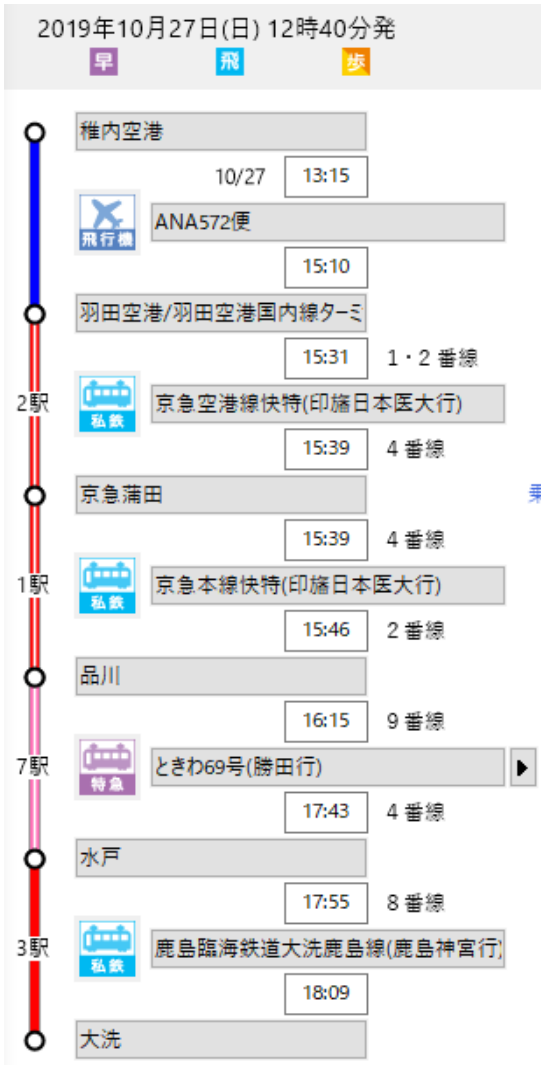 2019年10月27日(日) 12時40分発
早 飛 歩
稚内空港
10/27 13:15
飛行機 ANA572便
15:10
羽田空港/羽田空港国内線ターミ
15:31 1・2 番線
2駅 私鉄 京急空港線快特(印旛日本医大行)
15:39 4 番線
京急蒲田
15:39 4 番線
1駅 私鉄 京急本線快特(印旛日本医大行)
15:46 2 番線
品川
16:15 9 番線
7駅 特急 ときわ69号(勝田行)
17:43 4 番線
水戸
17:55 8 番線
3駅 私鉄 鹿島臨海鉄道大洗鹿島線(鹿島神宮行)
18:09
大洗